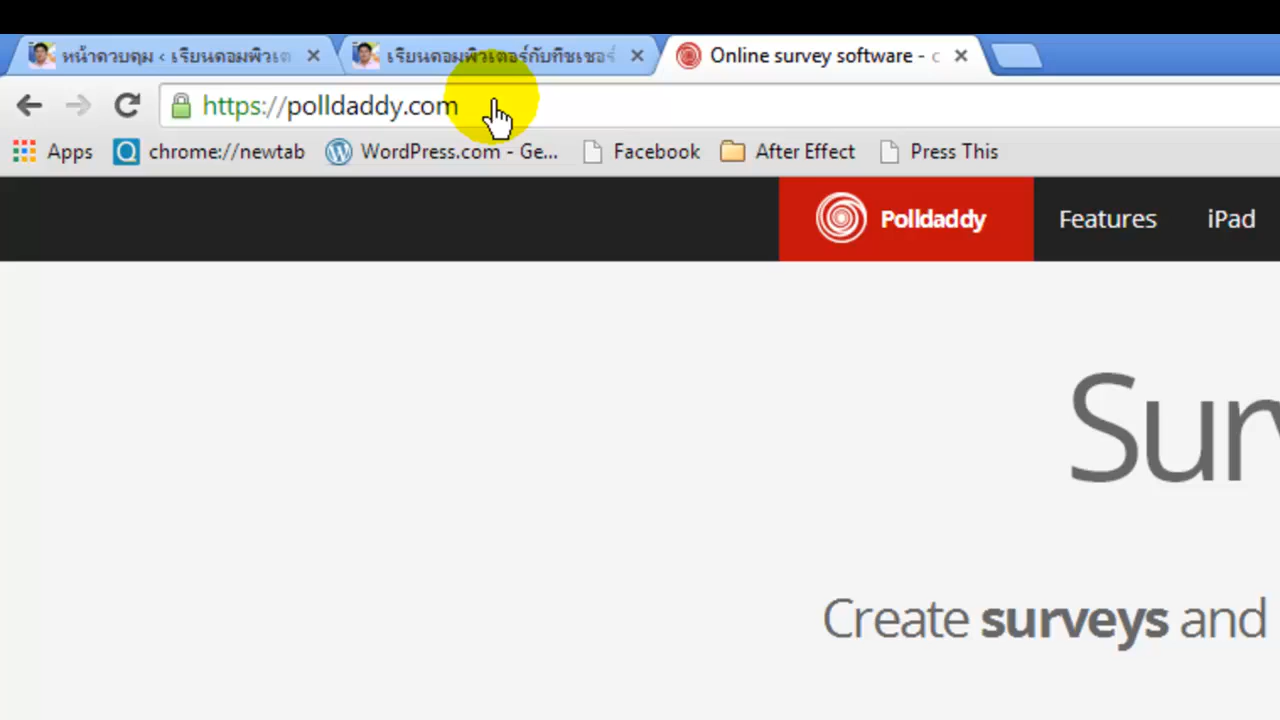 หน้าควบคุม ‹ เรียนคอมพิวเต
เรียนคอมพิวเตอร์กับทิชเชอร์
Online survey software - c
https://polldaddy.com
Apps
chrome://newtab
WordPress.com - Ge...
Facebook
After Effect
Press This
Polldaddy
Features
iPad
Surv
Create surveys and